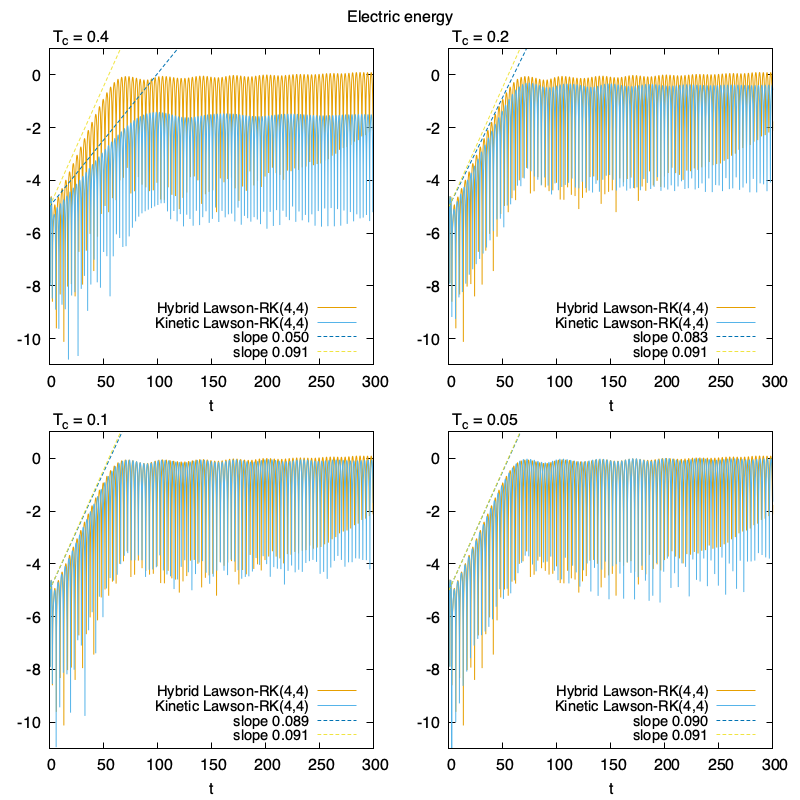 Electric energy
T_c = 0.4
0
-2
-4
-6
-8
-10
0 50 100 150 200 250 300
t
Hybrid Lawson-RK(4,4)
Kinetic Lawson-RK(4,4)
slope 0.050
slope 0.091
T_c = 0.2
0
-2
-4
-6
-8
-10
0 50 100 150 200 250 300
t
Hybrid Lawson-RK(4,4)
Kinetic Lawson-RK(4,4)
slope 0.083
slope 0.091
T_c = 0.1
0
-2
-4
-6
-8
-10
0 50 100 150 200 250 300
t
Hybrid Lawson-RK(4,4)
Kinetic Lawson-RK(4,4)
slope 0.089
slope 0.091
T_c = 0.05
0
-2
-4
-6
-8
-10
0 50 100 150 200 250 300
t
Hybrid Lawson-RK(4,4)
Kinetic Lawson-RK(4,4)
slope 0.090
slope 0.091